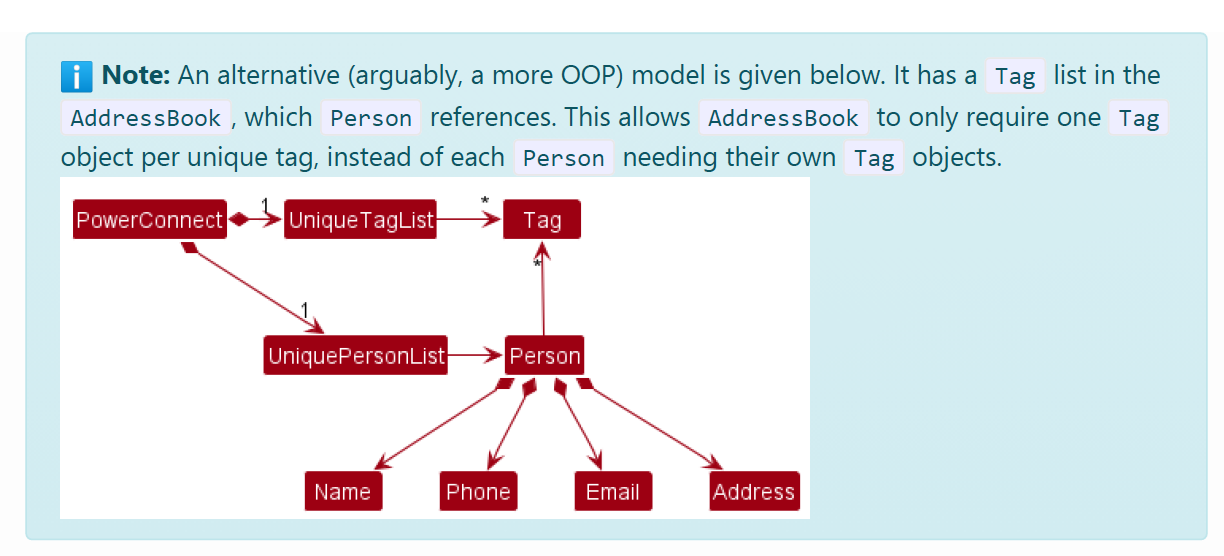 Note: An alternative (arguably, a more OOP) model is given below. It has a Tag list in the
AddressBook , which Person references. This allows AddressBook to only require one Tag
object per unique tag, instead of each Person needing their own Tag objects.
PowerConnect 1 UniqueTagList * Tag
*
1
UniquePersonList Person
Name Phone Email Address